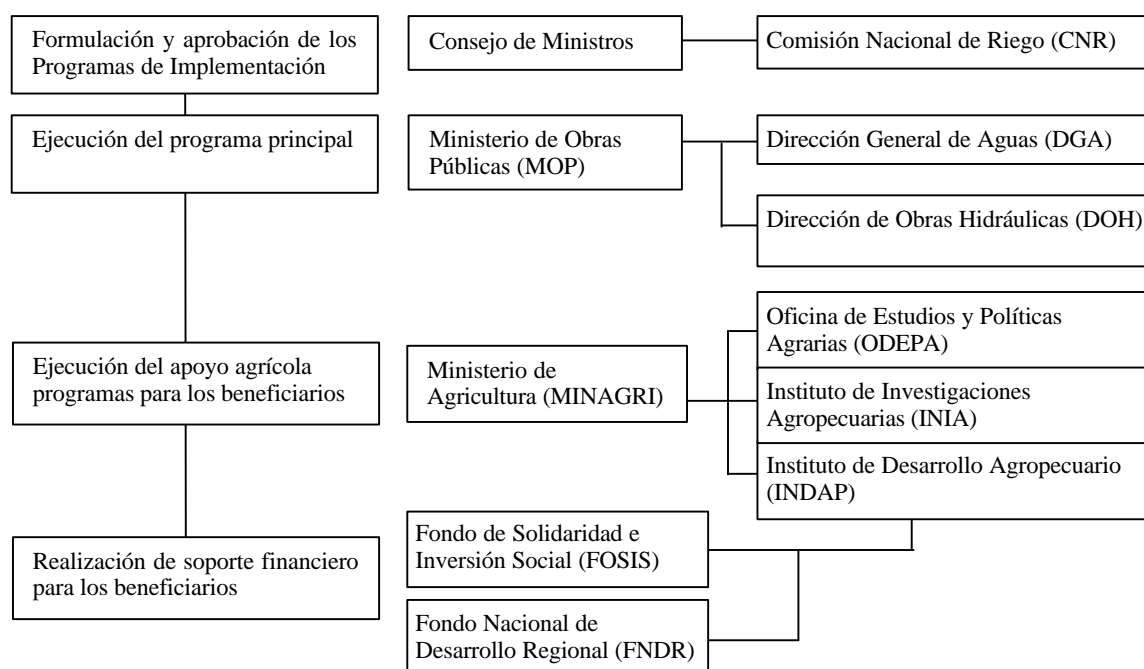 Formulación y aprobación de los
Programas de Implementación
Consejo de Ministros
Comisión Nacional de Riego (CNR)
Ejecución del programa principal
Ministerio de Obras
Públicas (MOP)
Dirección General de Aguas (DGA)
Dirección de Obras Hidráulicas (DOH)
Ejecución del apoyo agrícola
programas para los beneficiarios
Ministerio de
Agricultura (MINAGRI)
Oficina de Estudios y Políticas
Agrarias (ODEPA)
Instituto de Investigaciones
Agropecuarias (INIA)
Instituto de Desarrollo Agropecuario
(INDAP)
Realización de soporte financiero
para los beneficiarios
Fondo de Solidaridad e
Inversión Social (FOSIS)
Fondo Nacional de
Desarrollo Regional (FNDR)